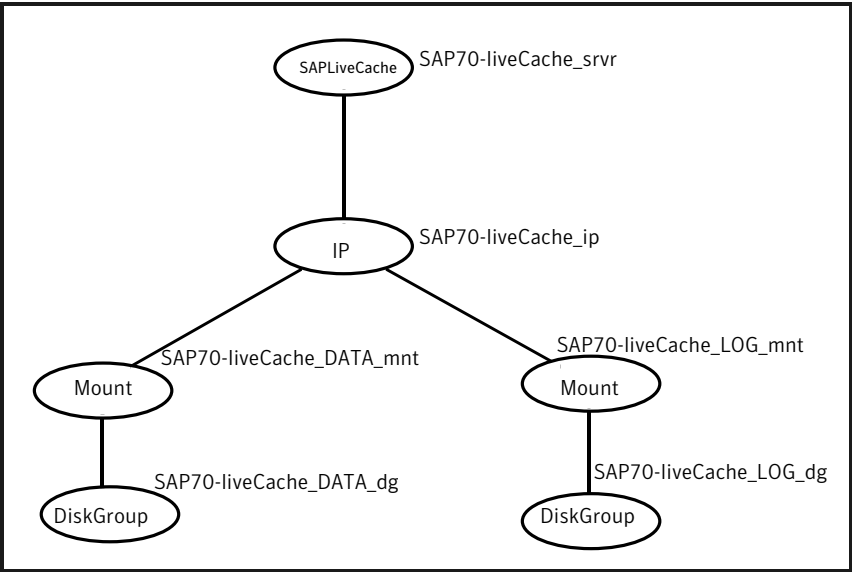 SAPLiveCache
SAP70-liveCache_srvr
IP
SAP70-liveCache_ip
SAP70-liveCache_DATA_mnt
Mount
SAP70-liveCache_LOG_mnt
Mount
SAP70-liveCache_DATA_dg
DiskGroup
SAP70-liveCache_LOG_dg
DiskGroup